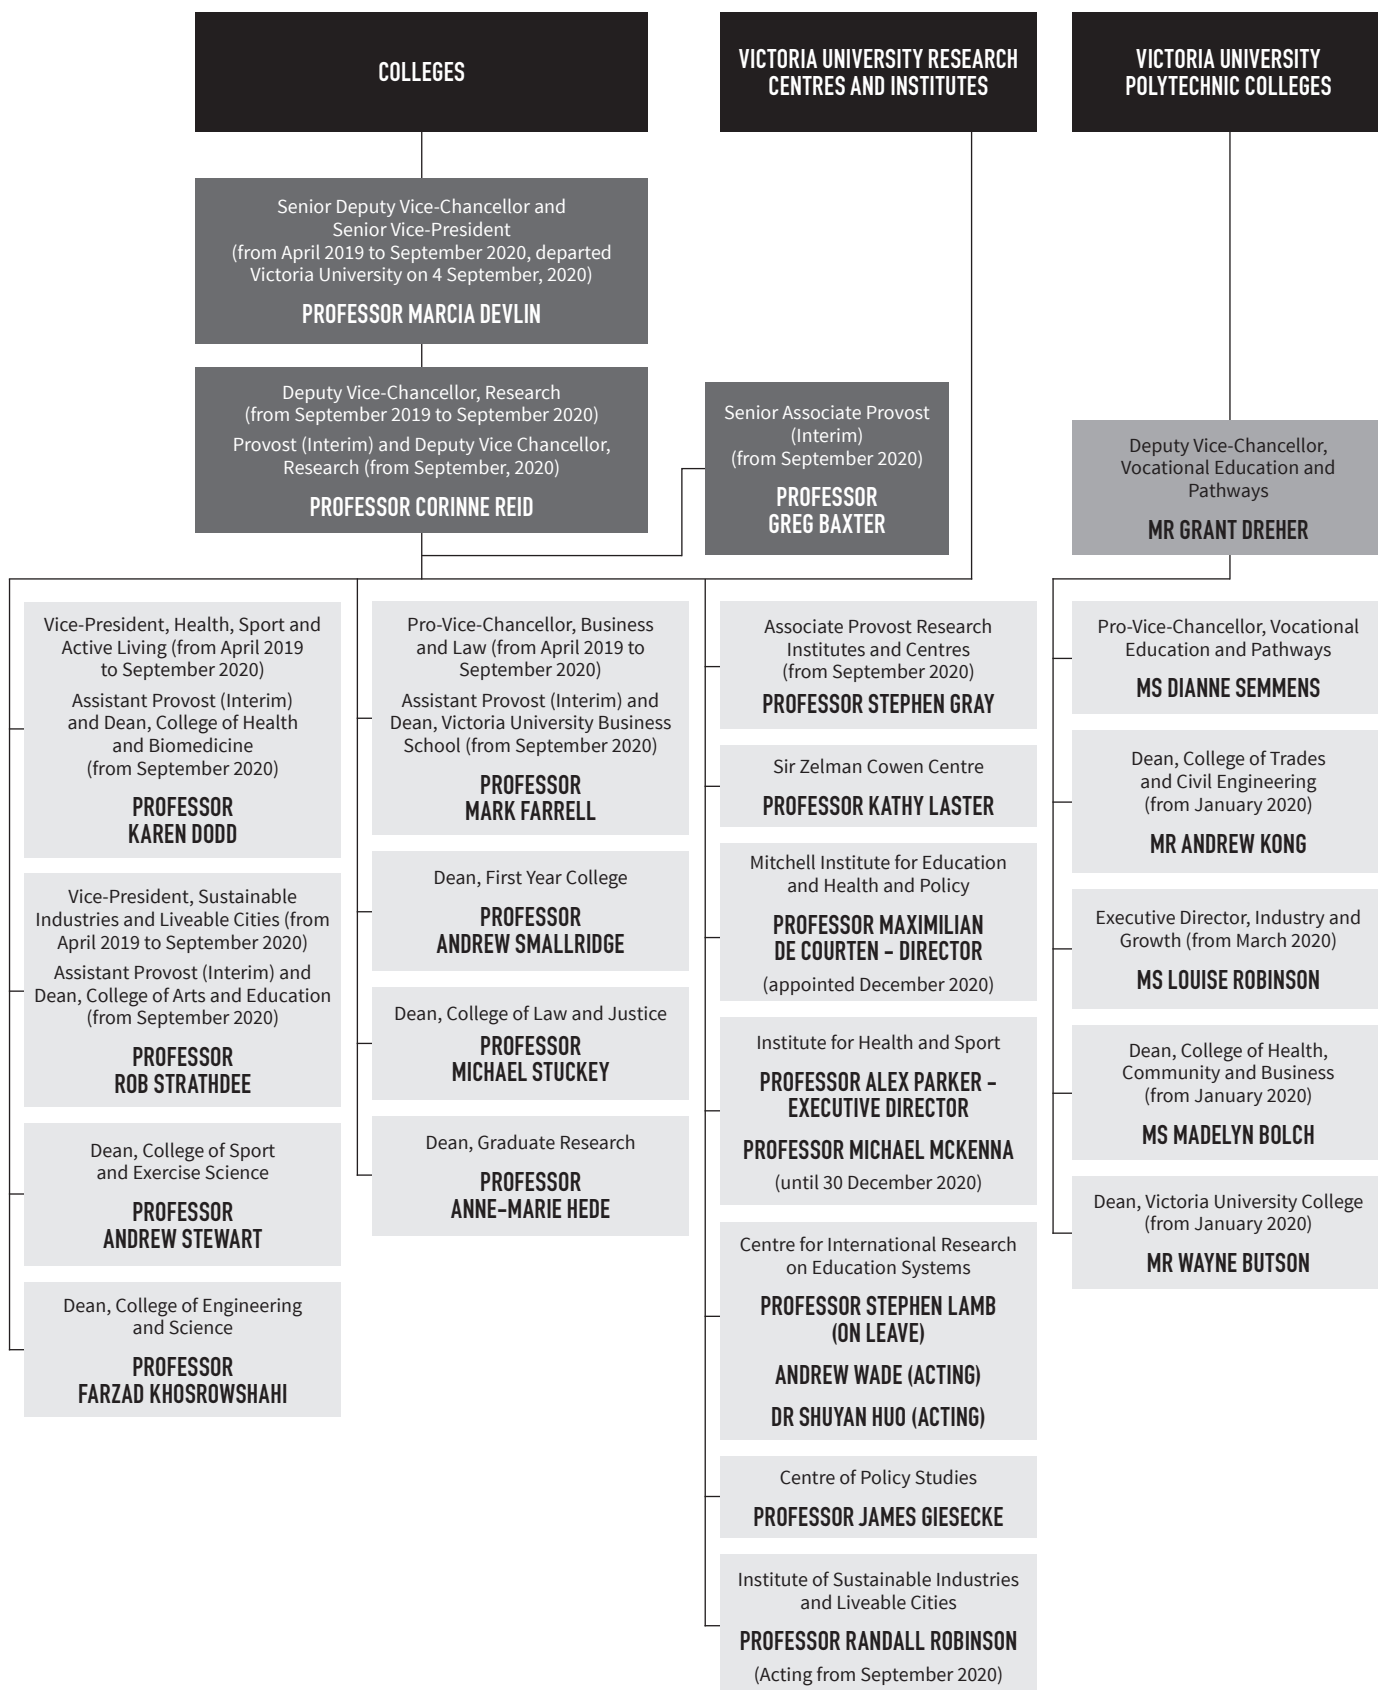 COLLEGES
VICTORIA UNIVERSITY RESEARCH
CENTRES AND INSTITUTES
VICTORIA UNIVERSITY
POLYTECHNIC COLLEGES
Senior Deputy Vice-Chancellor and
Senior Vice-President
(from April 2019 to September 2020, departed
Victoria University on 4 September, 2020)
PROFESSOR MARCIA DEVLIN
Deputy Vice-Chancellor, Research
(from September 2019 to September 2020)
Provost (Interim) and Deputy Vice Chancellor,
Research (from September, 2020)
PROFESSOR CORINNE REID
Senior Associate Provost
(Interim)
(from September 2020)
PROFESSOR
GREG BAXTER
Deputy Vice-Chancellor,
Vocational Education and
Pathways
MR GRANT DREHER
Vice-President, Health, Sport and
Active Living (from April 2019
to September 2020)
Assistant Provost (Interim)
and Dean, College of Health
and Biomedicine
(from September 2020)
PROFESSOR
KAREN DODD
Vice-President, Sustainable
Industries and Liveable Cities (from
April 2019 to September 2020)
Assistant Provost (Interim) and
Dean, College of Arts and Education
(from September 2020)
PROFESSOR
ROB STRATHDEE
Dean, College of Sport
and Exercise Science
PROFESSOR
ANDREW STEWART
Dean, College of Engineering
and Science
PROFESSOR
FARZAD KHOSROWSHAHI
Pro-Vice-Chancellor, Business
and Law (from April 2019 to
September 2020)
Assistant Provost (Interim) and
Dean, Victoria University Business
School (from September 2020)
PROFESSOR
MARK FARRELL
Dean, First Year College
PROFESSOR
ANDREW SMALLRIDGE
Dean, College of Law and Justice
PROFESSOR
MICHAEL STUCKEY
Dean, Graduate Research
PROFESSOR
ANNE-MARIE HEDE
Associate Provost Research
Institutes and Centres
(from September 2020)
PROFESSOR STEPHEN GRAY
Sir Zelman Cowen Centre
PROFESSOR KATHY LASTER
Mitchell Institute for Education
and Health and Policy
PROFESSOR MAXIMILIAN
DE COURTEN - DIRECTOR
(appointed December 2020)
Institute for Health and Sport
PROFESSOR ALEX PARKER -
EXECUTIVE DIRECTOR
PROFESSOR MICHAEL MCKENNA
(until 30 December 2020)
Centre for International Research
on Education Systems
PROFESSOR STEPHEN LAMB
(ON LEAVE)
ANDREW WADE (ACTING)
DR SHUYAN HUO (ACTING)
Centre of Policy Studies
PROFESSOR JAMES GIESECKE
Institute of Sustainable Industries
and Liveable Cities
PROFESSOR RANDALL ROBINSON
(Acting from September 2020)
Pro-Vice-Chancellor, Vocational
Education and Pathways
MS DIANNE SEMMENS
Dean, College of Trades
and Civil Engineering
(from January 2020)
MR ANDREW KONG
Executive Director, Industry and
Growth (from March 2020)
MS LOUISE ROBINSON
Dean, College of Health,
Community and Business
(from January 2020)
MS MADELYN BOLCH
Dean, Victoria University College
(from January 2020)
MR WAYNE BUTSON